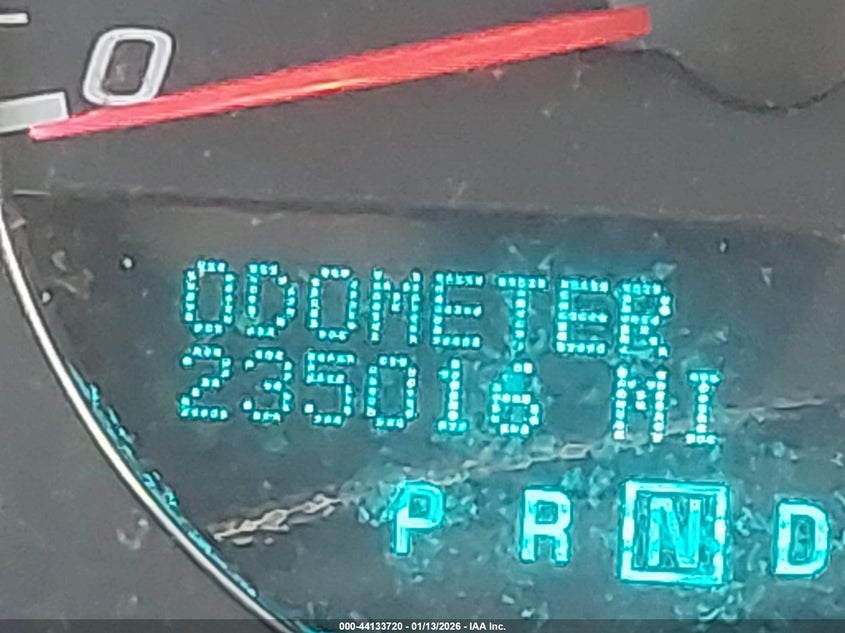 0
ODOMETER
235016 MI
P R N D
000-44133720 - 01/13/2026 - IAA Inc.